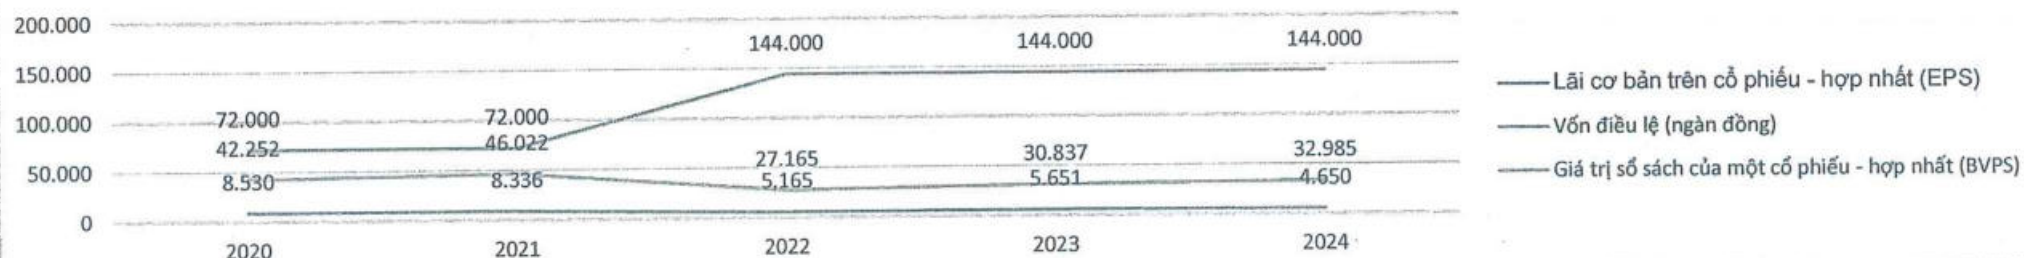 200.000
150.000
100.000
50.000
0
72.000 72.000 144.000 144.000 144.000
42.252 46.022 27.165 30.837 32.985
8.530 8.336 5.165 5.651 4.650
2020 2021 2022 2023 2024
Lãi cơ bản trên cổ phiếu - hợp nhất (EPS)
Vốn điều lệ (ngàn đồng)
Giá trị sổ sách của một cổ phiếu - hợp nhất (BVPS)